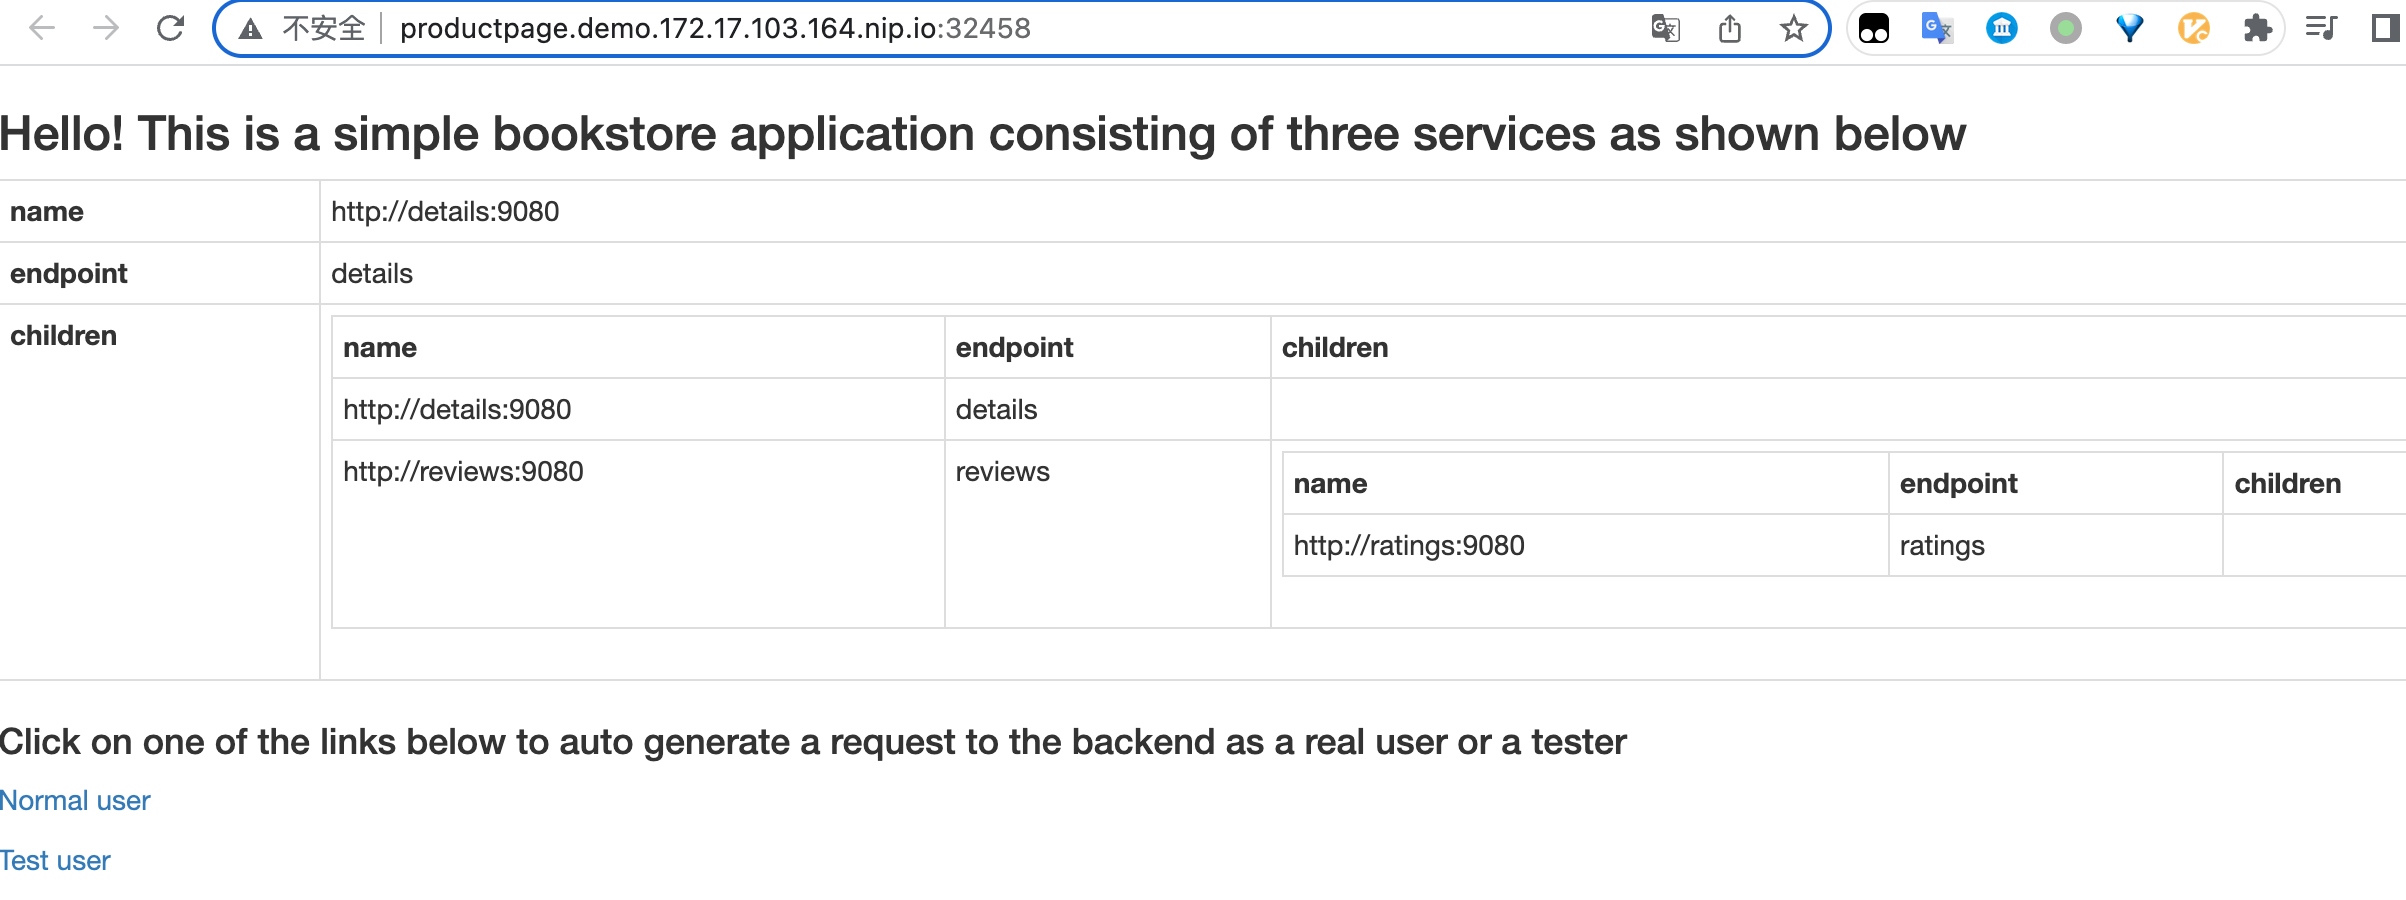 不安全 productpage.demo.172.17.103.164.nip.io:32458
Hello! This is a simple bookstore application consisting of three services as shown below
name http://details:9080
endpoint details
children
name endpoint children
http://details:9080 details
http://reviews:9080 reviews
name endpoint children
http://ratings:9080 ratings
Click on one of the links below to auto generate a request to the backend as a real user or a tester
Normal user
Test user